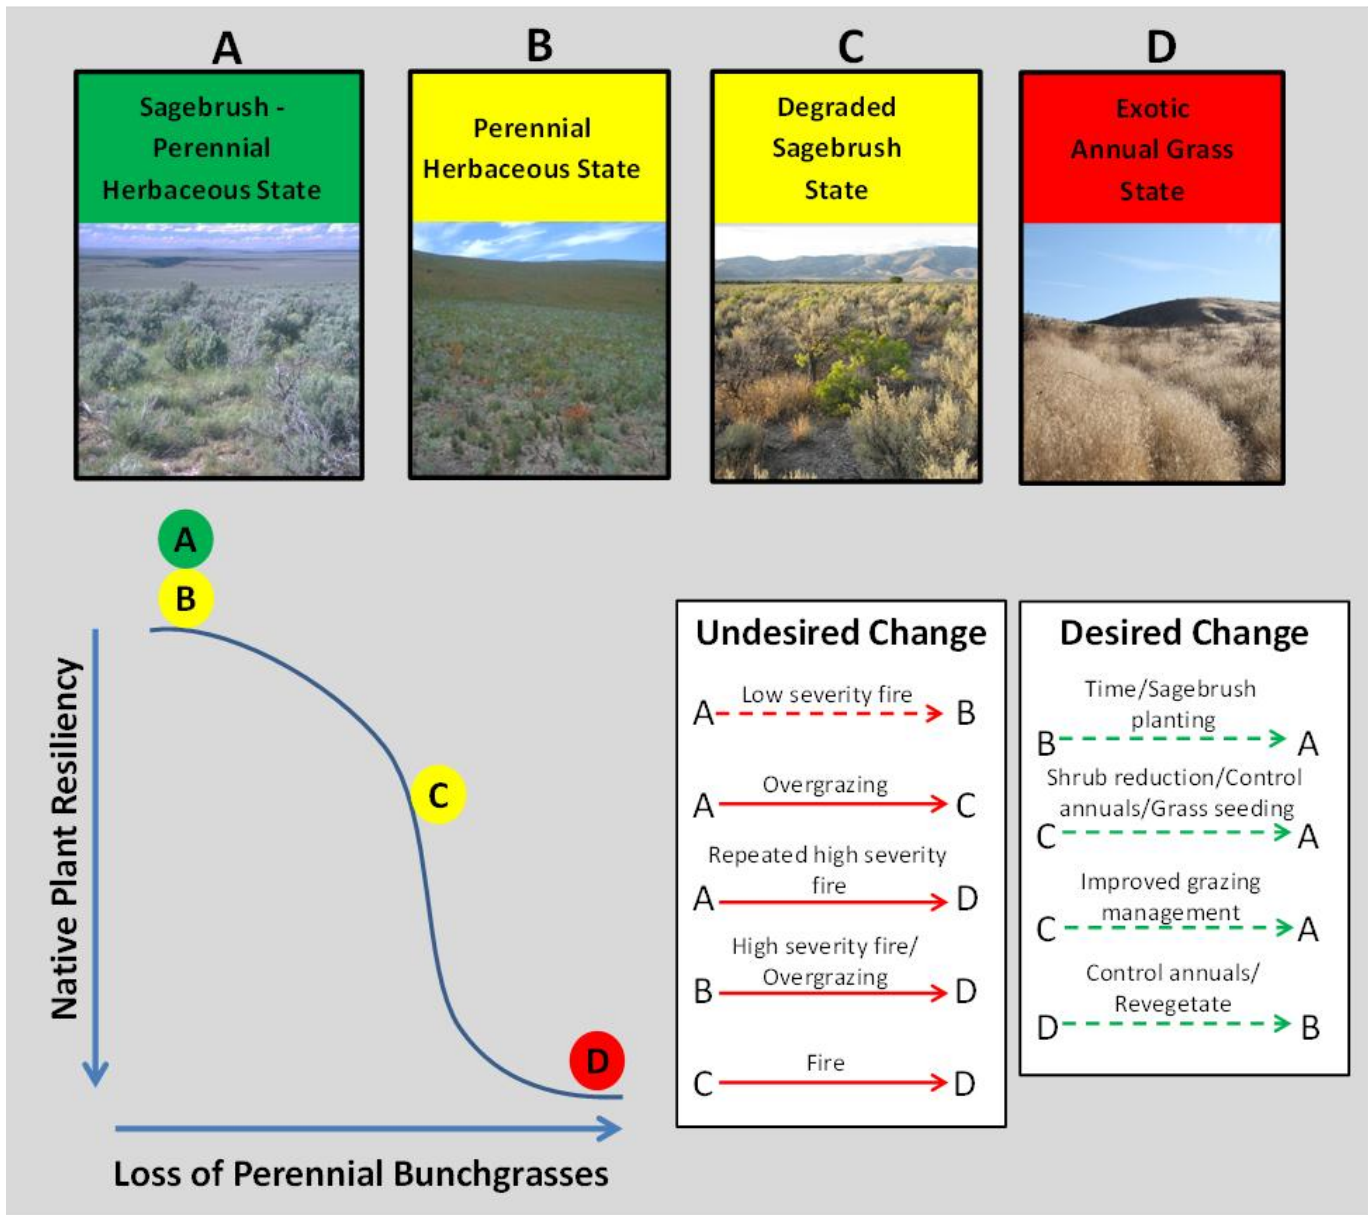 A
B
C
D
Sagebrush -
Perennial
Herbaceous State
Perennial
Herbaceous State
Degraded
Sagebrush
State
Exotic
Annual Grass
State
A
B
C
D
Native Plant Resiliency
Loss of Perennial Bunchgrasses
Undesired Change
Low severity fire
A B
Overgrazing
A C
Repeated high severity
fire
A D
High severity fire/
Overgrazing
B D
Fire
C D
Desired Change
Time/Sagebrush
planting
B A
Shrub reduction/Control
annuals/Grass seeding
C A
Improved grazing
management
C A
Control annuals/
Revegetate
D B